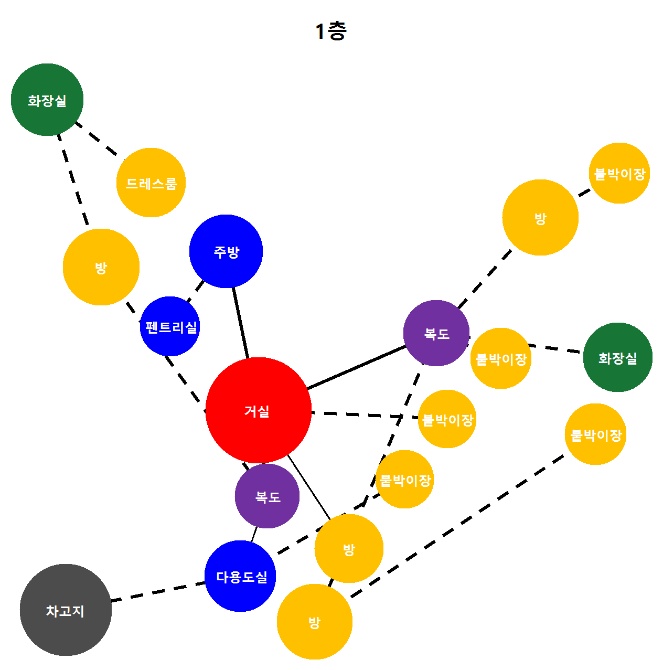 1층
화장실
드레스룸
붙박이장
방
주방
방
펜트리실
복도
붙박이장
화장실
거실
붙박이장
붙박이장
붙박이장
복도
방
다용도실
차고지
방